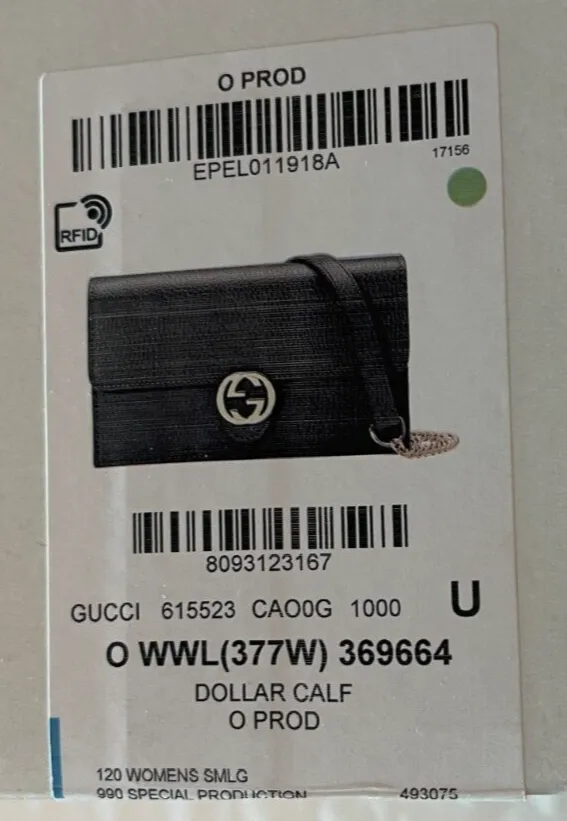 O PROD
EPEL011918A
17156
RFID
8093123167
GUCCI 615523 CAO0G 1000 U
O WWL(377W) 369664
DOLLAR CALF
O PROD
120 WOMENS SMLG
990 SPECIAL PRODUCTION 493075